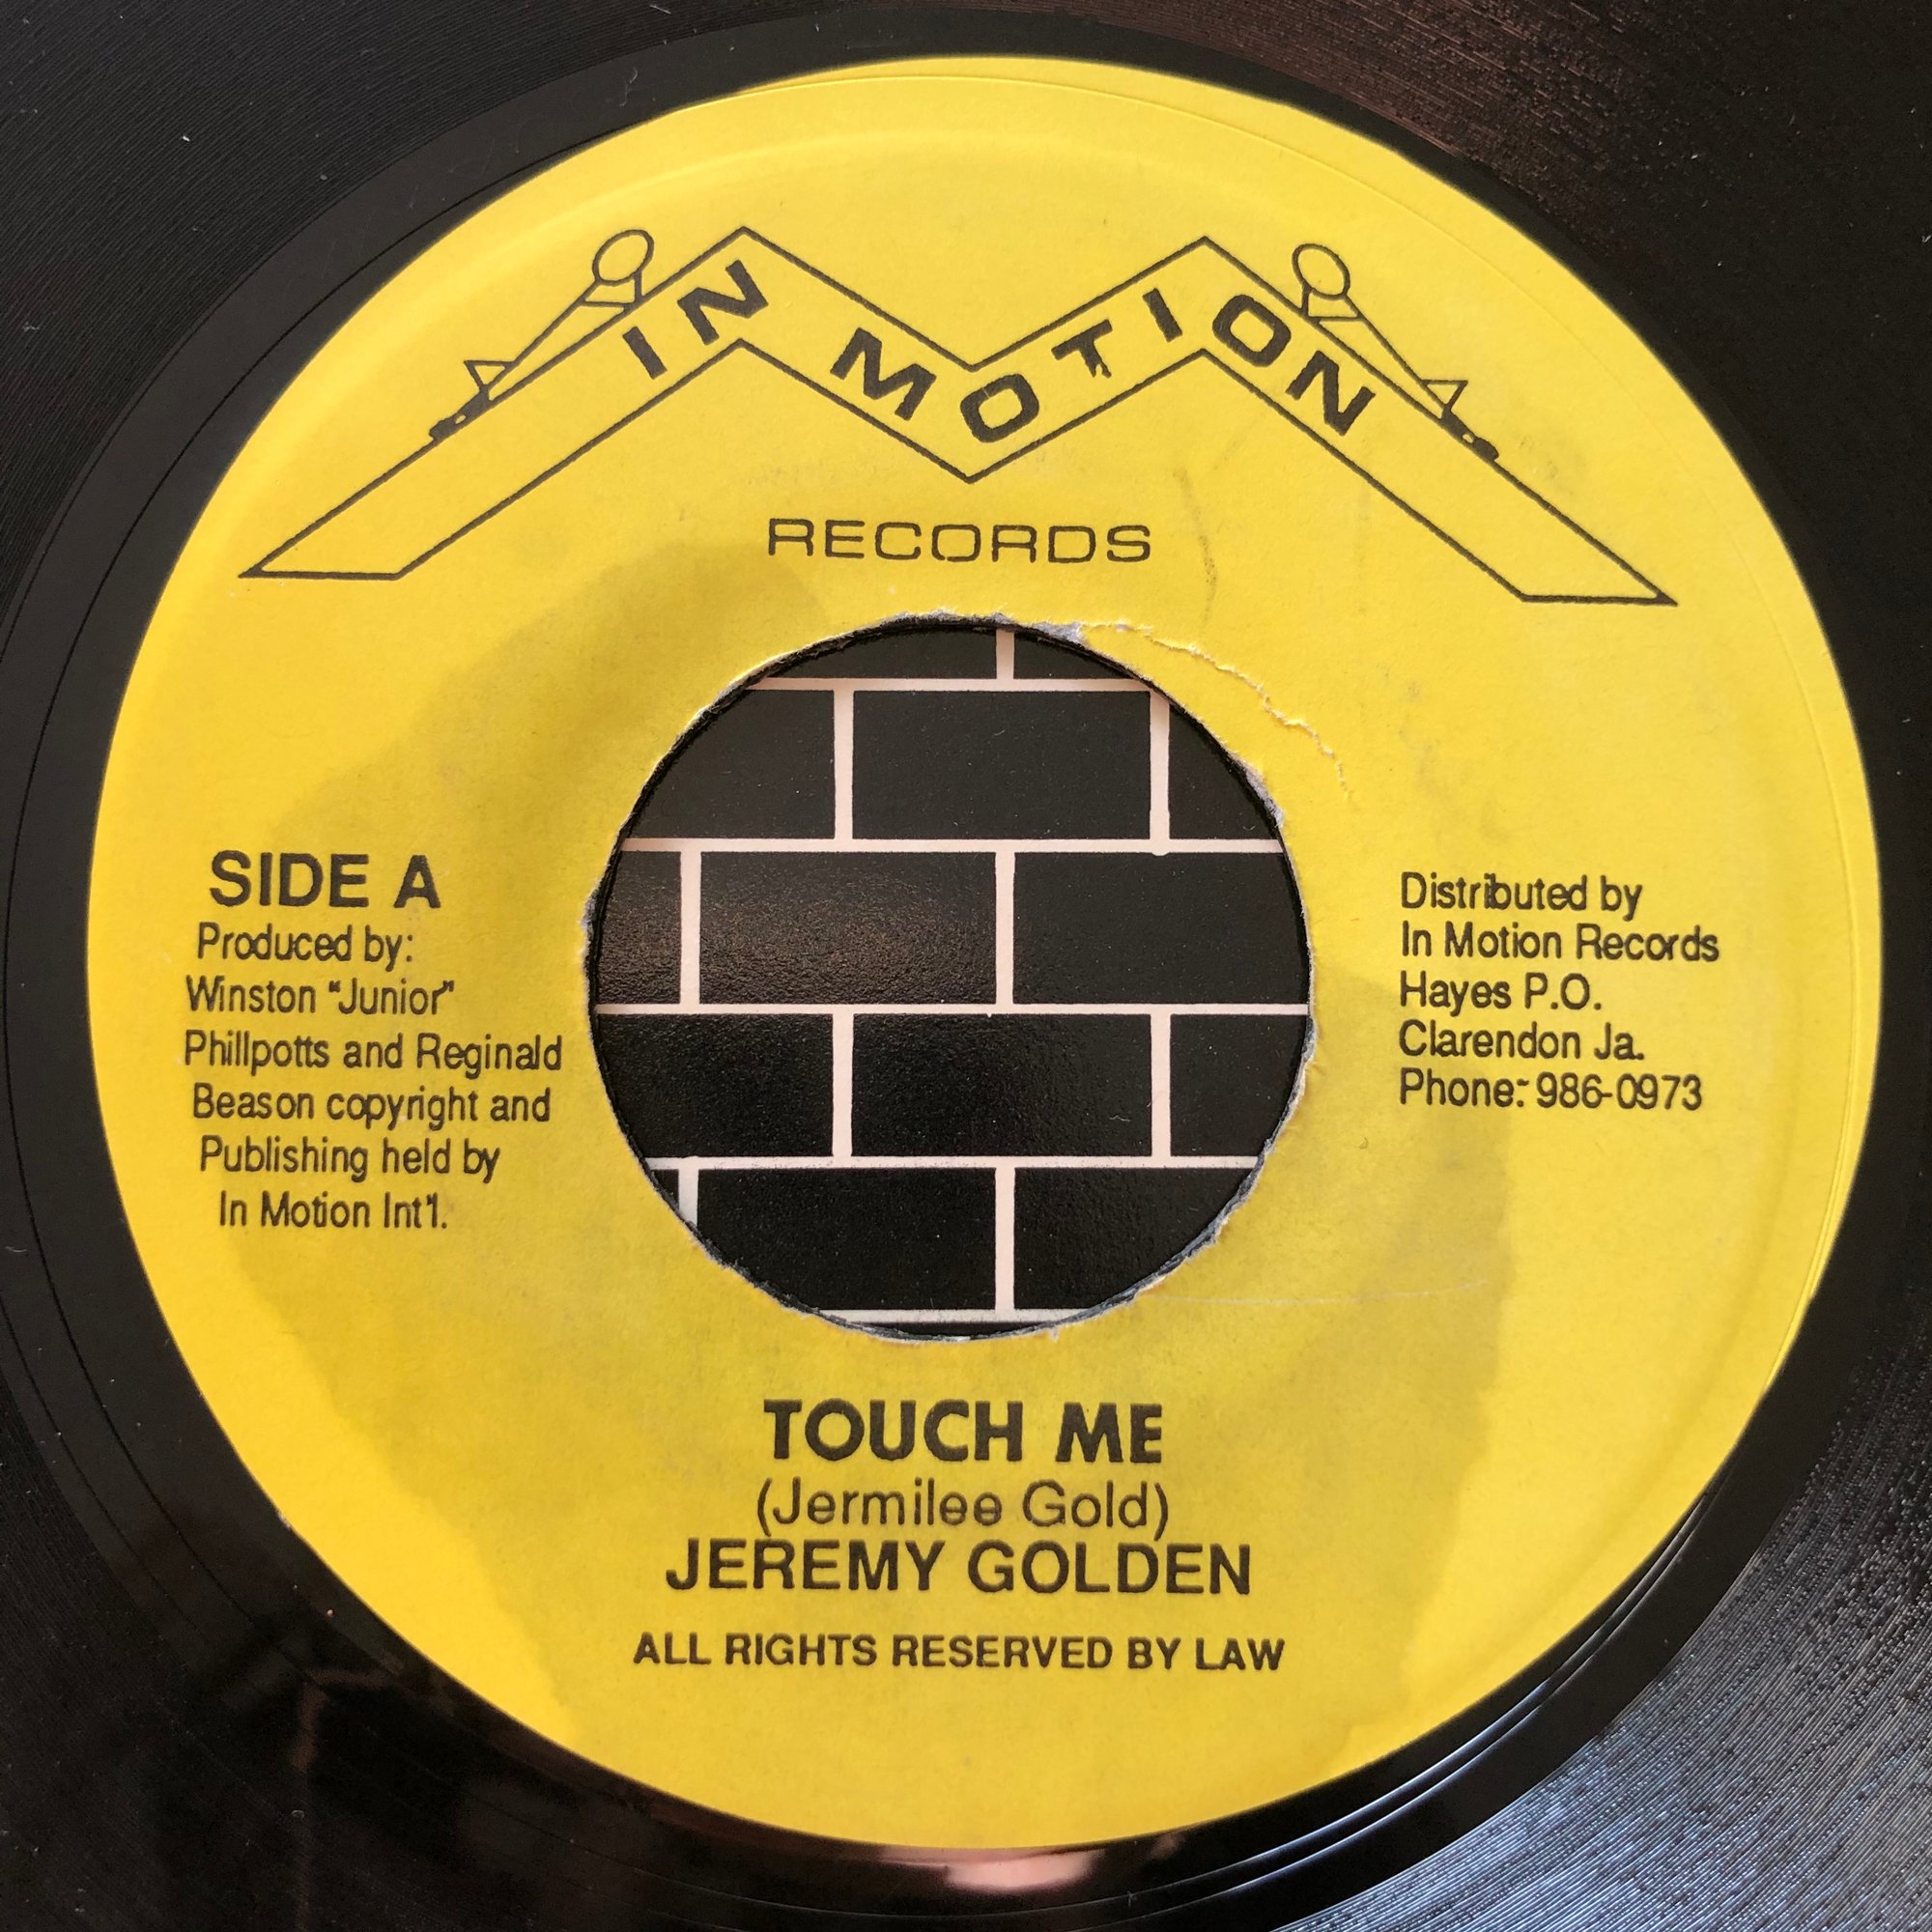 IN MOTION
RECORDS
SIDE A
Produced by:
Winston "Junior"
Phillpotts and Reginald
Beason copyright and
Publishing held by
In Motion Int'l.
Distributed by
In Motion Records
Hayes P.O.
Clarendon Ja.
Phone: 986-0973
TOUCH ME
(Jermilee Gold)
JEREMY GOLDEN
ALL RIGHTS RESERVED BY LAW